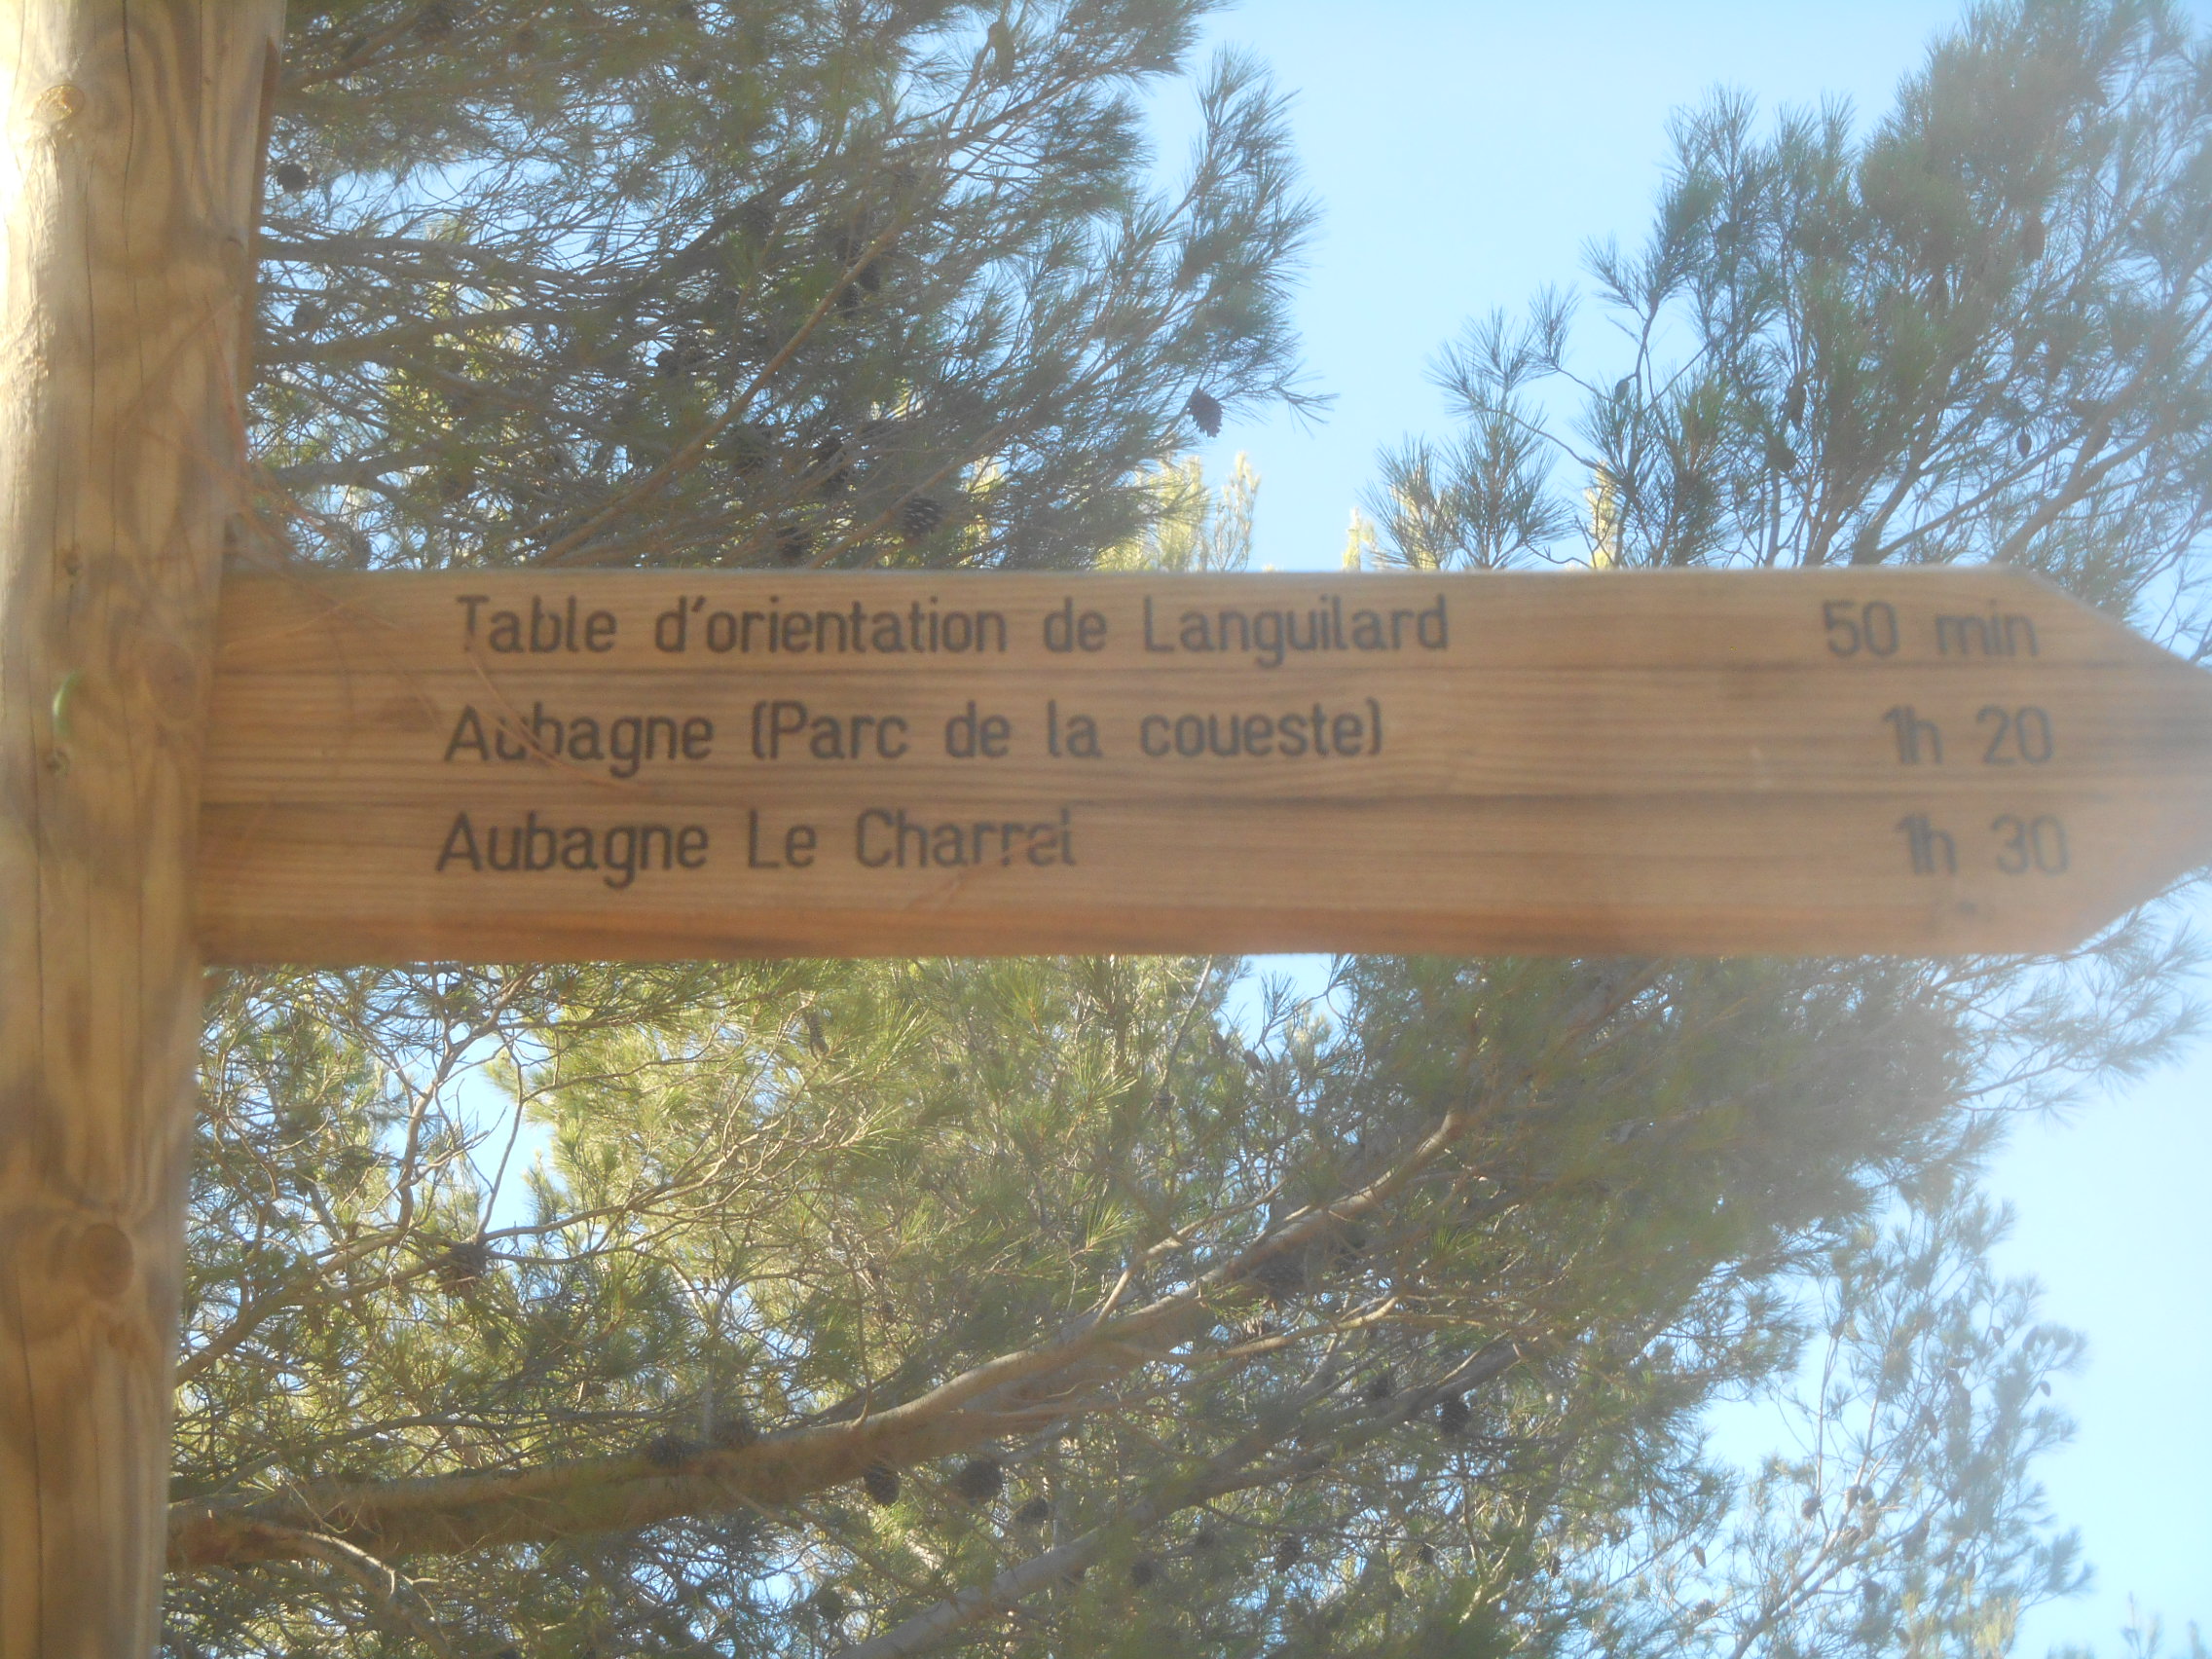 Table d'orientation de Languilard 50 min
Aubagne (Parc de la coueste) 1h 20
Aubagne Le Charrel 1h 30